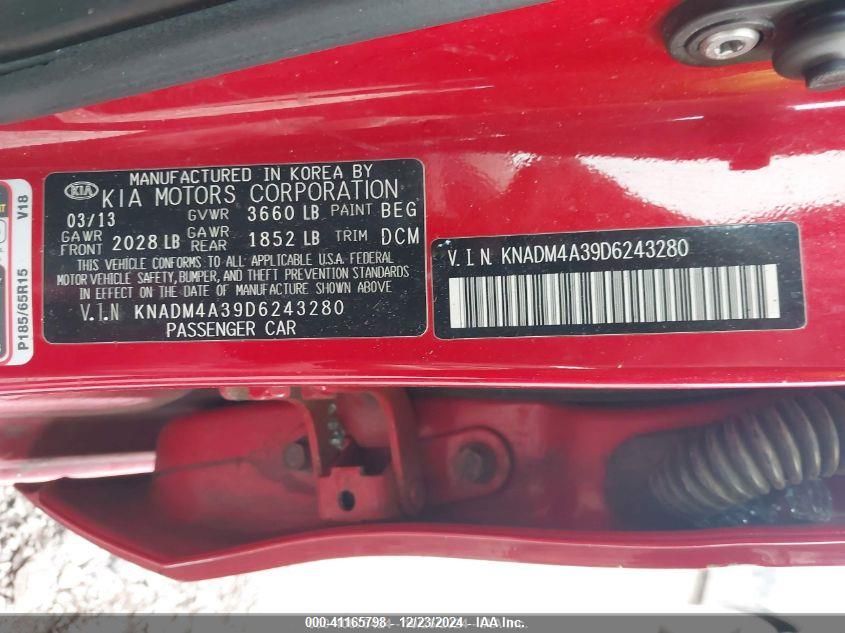 MANUFACTURED IN KOREA BY
KIA KIA MOTORS CORPORATION
03/13 GVWR 3660 LB PAINT BEG
GAWR FRONT 2028 LB GAWR REAR 1852 LB TRIM DCM
THIS VEHICLE CONFORMS TO ALL APPLICABLE U.S.A. FEDERAL
MOTOR VEHICLE SAFETY, BUMPER, AND THEFT PREVENTION STANDARDS
IN EFFECT ON THE DATE OF MANUFACTURE SHOWN ABOVE
V.I.N KNADM4A39D6243280
PASSENGER CAR
V.I.N KNADM4A39D6243280
V18
P185/65R15
000-41165798 - 12/23/2024 - IAA Inc.